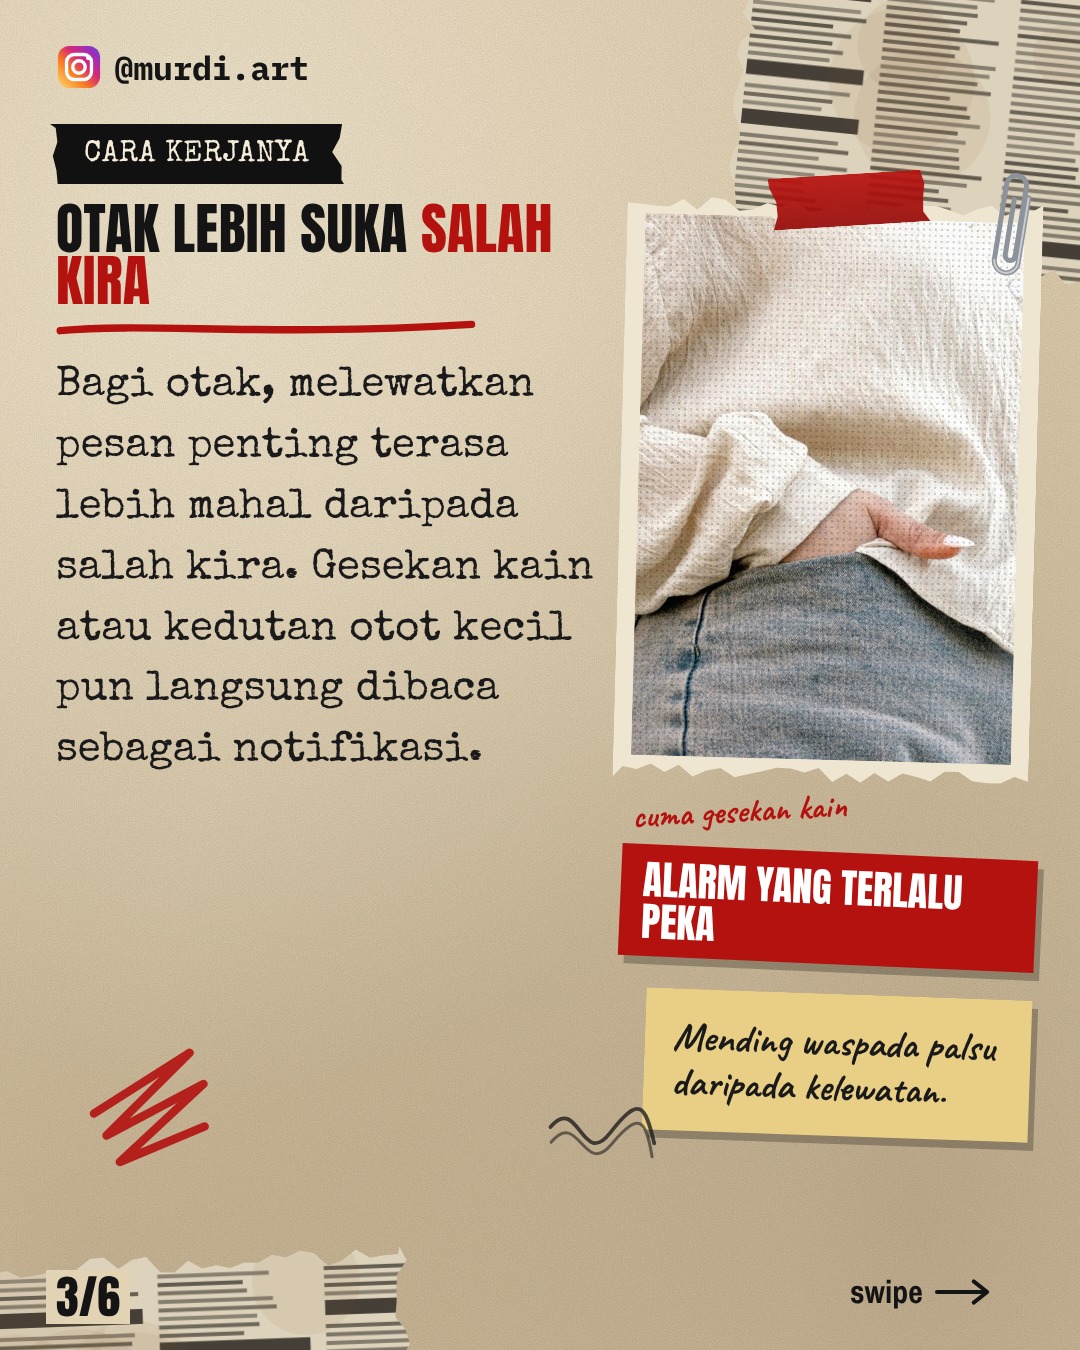 @murdi.art
CARA KERJANYA
OTAK LEBIH SUKA SALAH
KIRA
Bagi otak, melewatkan
pesan penting terasa
lebih mahal daripada
salah kira. Gesekan kain
atau kedutan otot kecil
pun langsung dibaca
sebagai notifikasi.
cuma gesekan kain
ALARM YANG TERLALU
PEKA
Mending waspada palsu
daripada kelewatan.
3/6
swipe